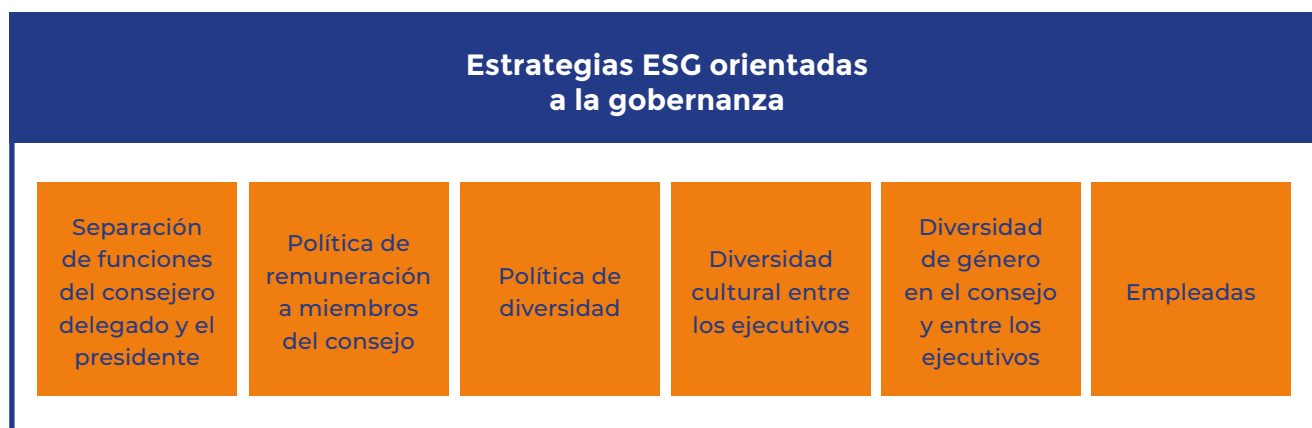 Estrategias ESG orientadas
a la gobernanza
Separación
de funciones
del consejero
delegado y el
presidente
Política de
remuneración
a miembros
del consejo
Política de
diversidad
Diversidad
cultural entre
los ejecutivos
Diversidad
de género
en el consejo
y entre los
ejecutivos
Empleadas